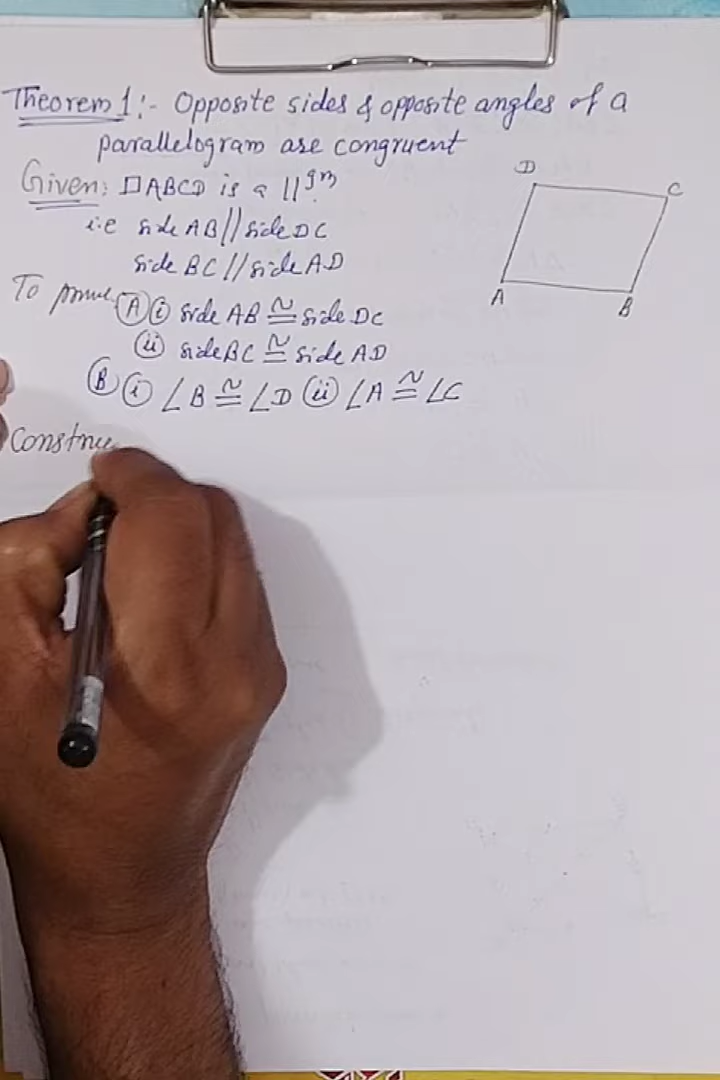 Theorem 1:- Opposite sides & opposite angles of a
parallelogram are congruent
Given: □ABCD is a ||gm
i.e side AB // side DC
side BC // side AD
To prove, Ⓐ ⓘ side AB ≅ side DC
ⓘⓘ side BC ≅ side AD
Ⓑ ⓘ ∠B ≅ ∠D ⓘⓘ ∠A ≅ ∠C
Constru
D
C
A
B